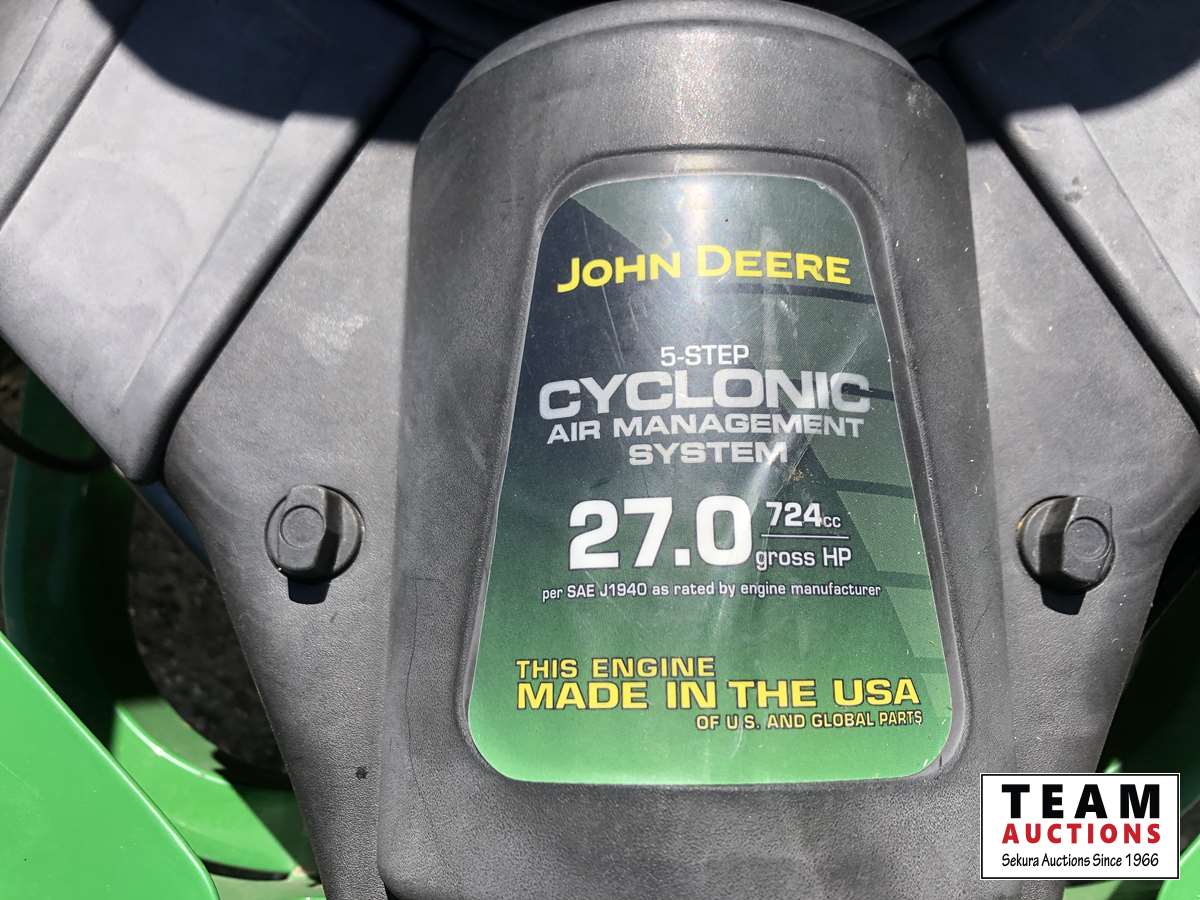 JOHN DEERE
5-STEP
CYCLONIC
AIR MANAGEMENT
SYSTEM
27.0 724cc
gross HP
per SAE J1940 as rated by engine manufacturer
THIS ENGINE
MADE IN THE USA
OF U.S. AND GLOBAL PARTS
TEAM
AUCTIONS
Sekura Auctions Since 1966